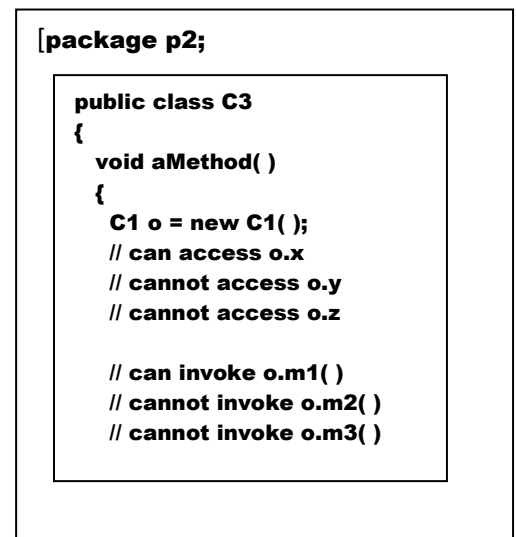 [package p2;
public class C3
{
void aMethod( )
{
C1 o = new C1( );
// can access o.x
// cannot access o.y
// cannot access o.z
// can invoke o.m1( )
// cannot invoke o.m2( )
// cannot invoke o.m3( )